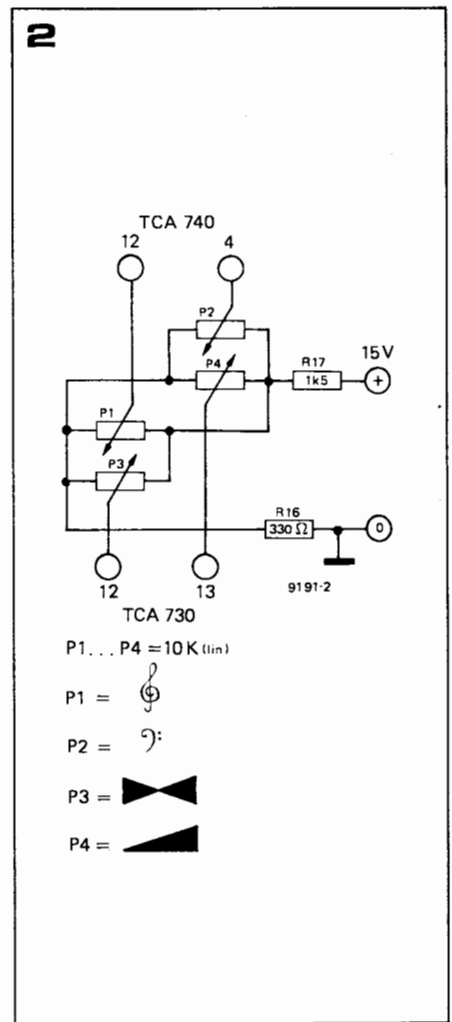 2
TCA 740
12 4
P2
P4 R17 15V
1k5 +
P1
P3
R16
330 Ω 0
12 13 9191-2
TCA 730
P1... P4 = 10K (lin)
P1 =
P2 =
P3 =
P4 =